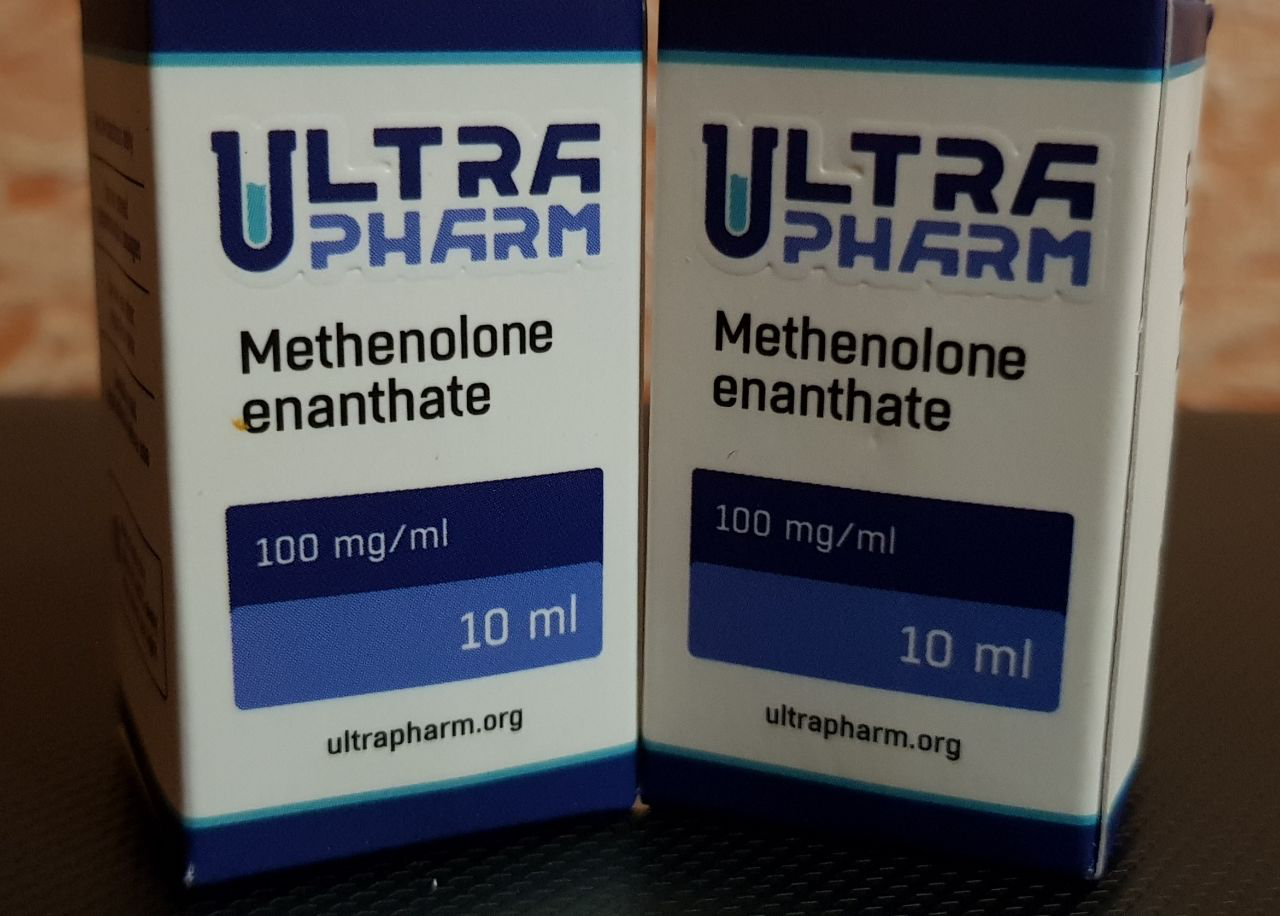 ULTRA
PHARM
Methenolone
enanthate
100 mg/ml
10 ml
ultrapharm.org
ULTRA
PHARM
Methenolone
enanthate
100 mg/ml
10 ml
ultrapharm.org